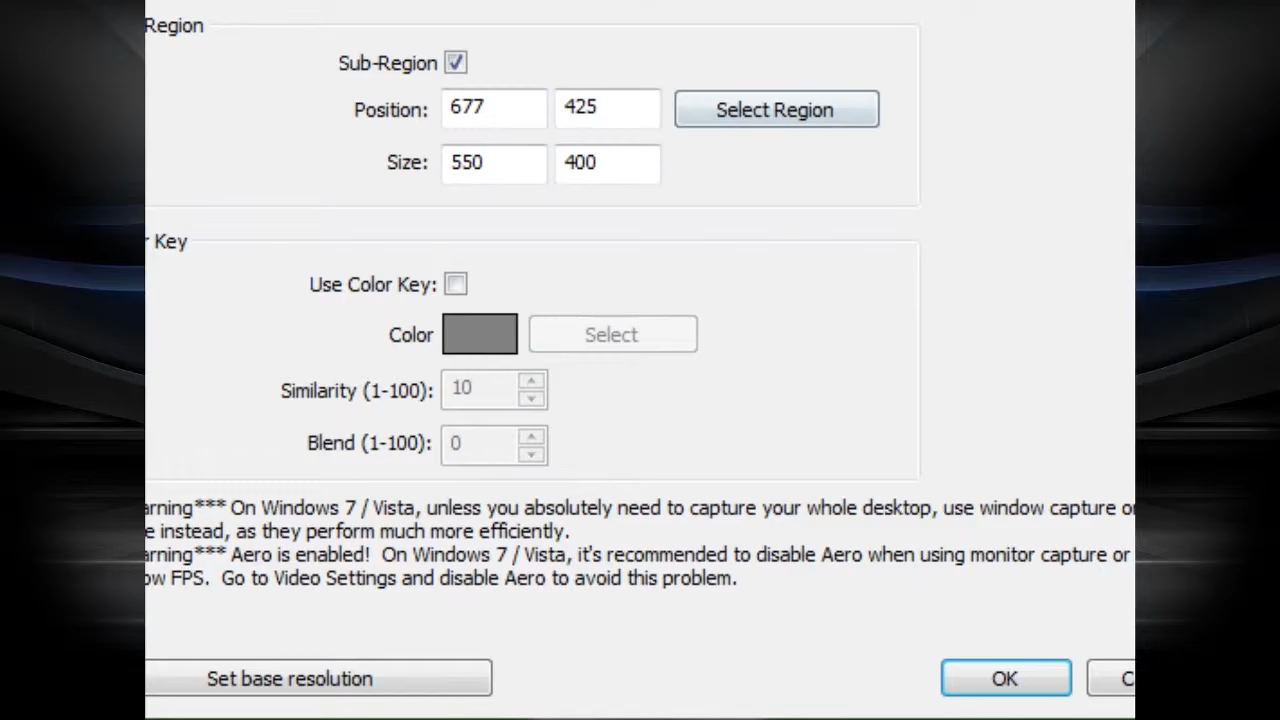 Region
Sub-Region
Position: 677 425 Select Region
Size: 550 400
Key
Use Color Key:
Color Select
Similarity (1-100): 10
Blend (1-100): 0
arning*** On Windows 7 / Vista, unless you absolutely need to capture your whole desktop, use window capture or
e instead, as they perform much more efficiently.
arning*** Aero is enabled!  On Windows 7 / Vista, it's recommended to disable Aero when using monitor capture or
ow FPS.  Go to Video Settings and disable Aero to avoid this problem.
Set base resolution OK C